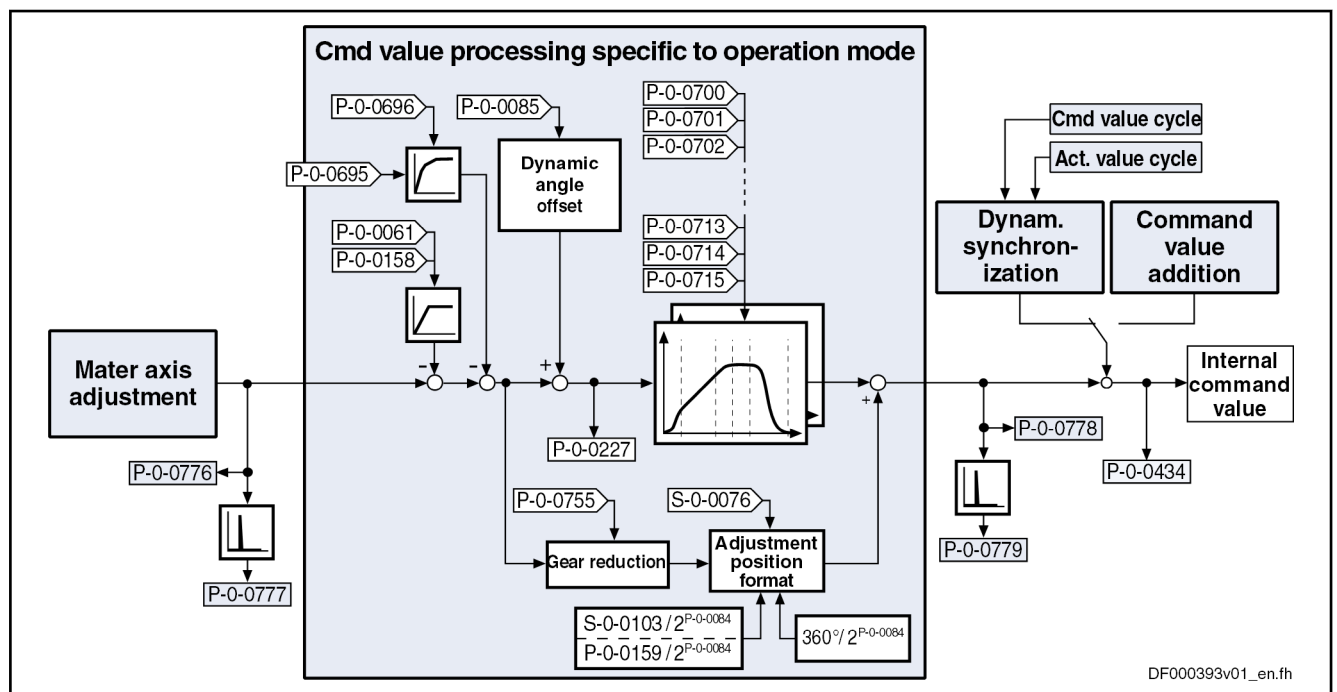 Cmd value processing specific to operation mode
P-0-0696
P-0-0085
P-0-0700
P-0-0701
P-0-0702
P-0-0695
Dynamic
angle
offset
P-0-0061
P-0-0158
P-0-0713
P-0-0714
P-0-0715
Cmd value cycle
Act. value cycle
Dynam.
synchron-
ization
Command
value
addition
Mater axis
adjustment
-
-
+
+
Internal
command
value
P-0-0227
P-0-0776
P-0-0777
P-0-0778
P-0-0434
P-0-0779
P-0-0755
S-0-0076
Gear reduction
Adjustment
position
format
S-0-0103/2P-0-0084
P-0-0159/2P-0-0084
360°/2P-0-0084
DF000393v01_en.fh